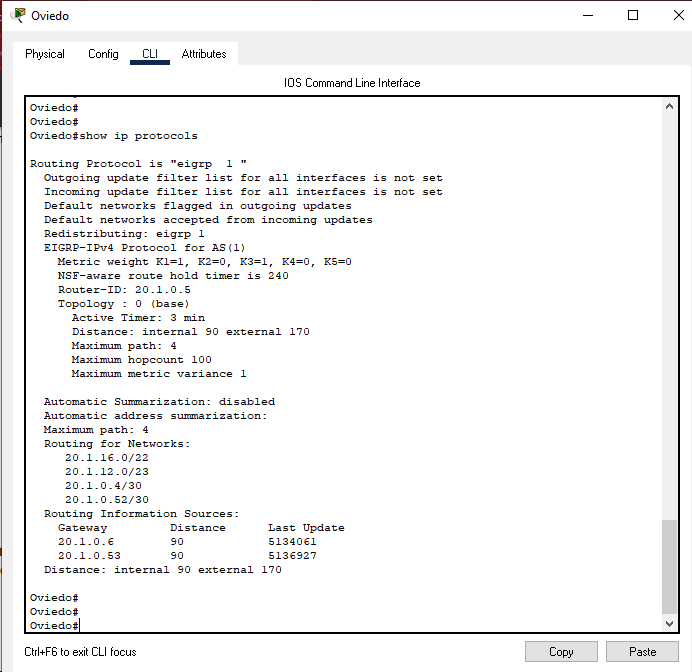 Oviedo
Physical Config CLI Attributes
IOS Command Line Interface
Oviedo#
Oviedo#
Oviedo#show ip protocols
Routing Protocol is "eigrp  1 "
Outgoing update filter list for all interfaces is not set
Incoming update filter list for all interfaces is not set
Default networks flagged in outgoing updates
Default networks accepted from incoming updates
Redistributing: eigrp 1
EIGRP-IPv4 Protocol for AS(1)
Metric weight K1=1, K2=0, K3=1, K4=0, K5=0
NSF-aware route hold timer is 240
Router-ID: 20.1.0.5
Topology : 0 (base)
Active Timer: 3 min
Distance: internal 90 external 170
Maximum path: 4
Maximum hopcount 100
Maximum metric variance 1
Automatic Summarization: disabled
Automatic address summarization:
Maximum path: 4
Routing for Networks:
20.1.16.0/22
20.1.12.0/23
20.1.0.4/30
20.1.0.52/30
Routing Information Sources:
Gateway Distance Last Update
20.1.0.6 90 5134061
20.1.0.53 90 5136927
Distance: internal 90 external 170
Oviedo#
Oviedo#
Oviedo#
Ctrl+F6 to exit CLI focus
Copy Paste